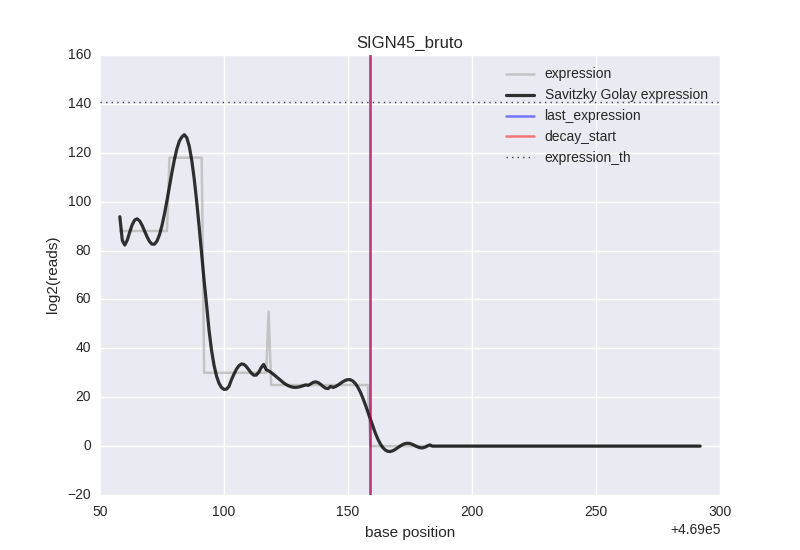 SIGN45_bruto
160
140
120
100
80
60
40
20
0
−20
log2(reads)
expression
Savitzky Golay expression
last_expression
decay_start
expression_th
50 100 150 200 250 300
+4.69e5
base position